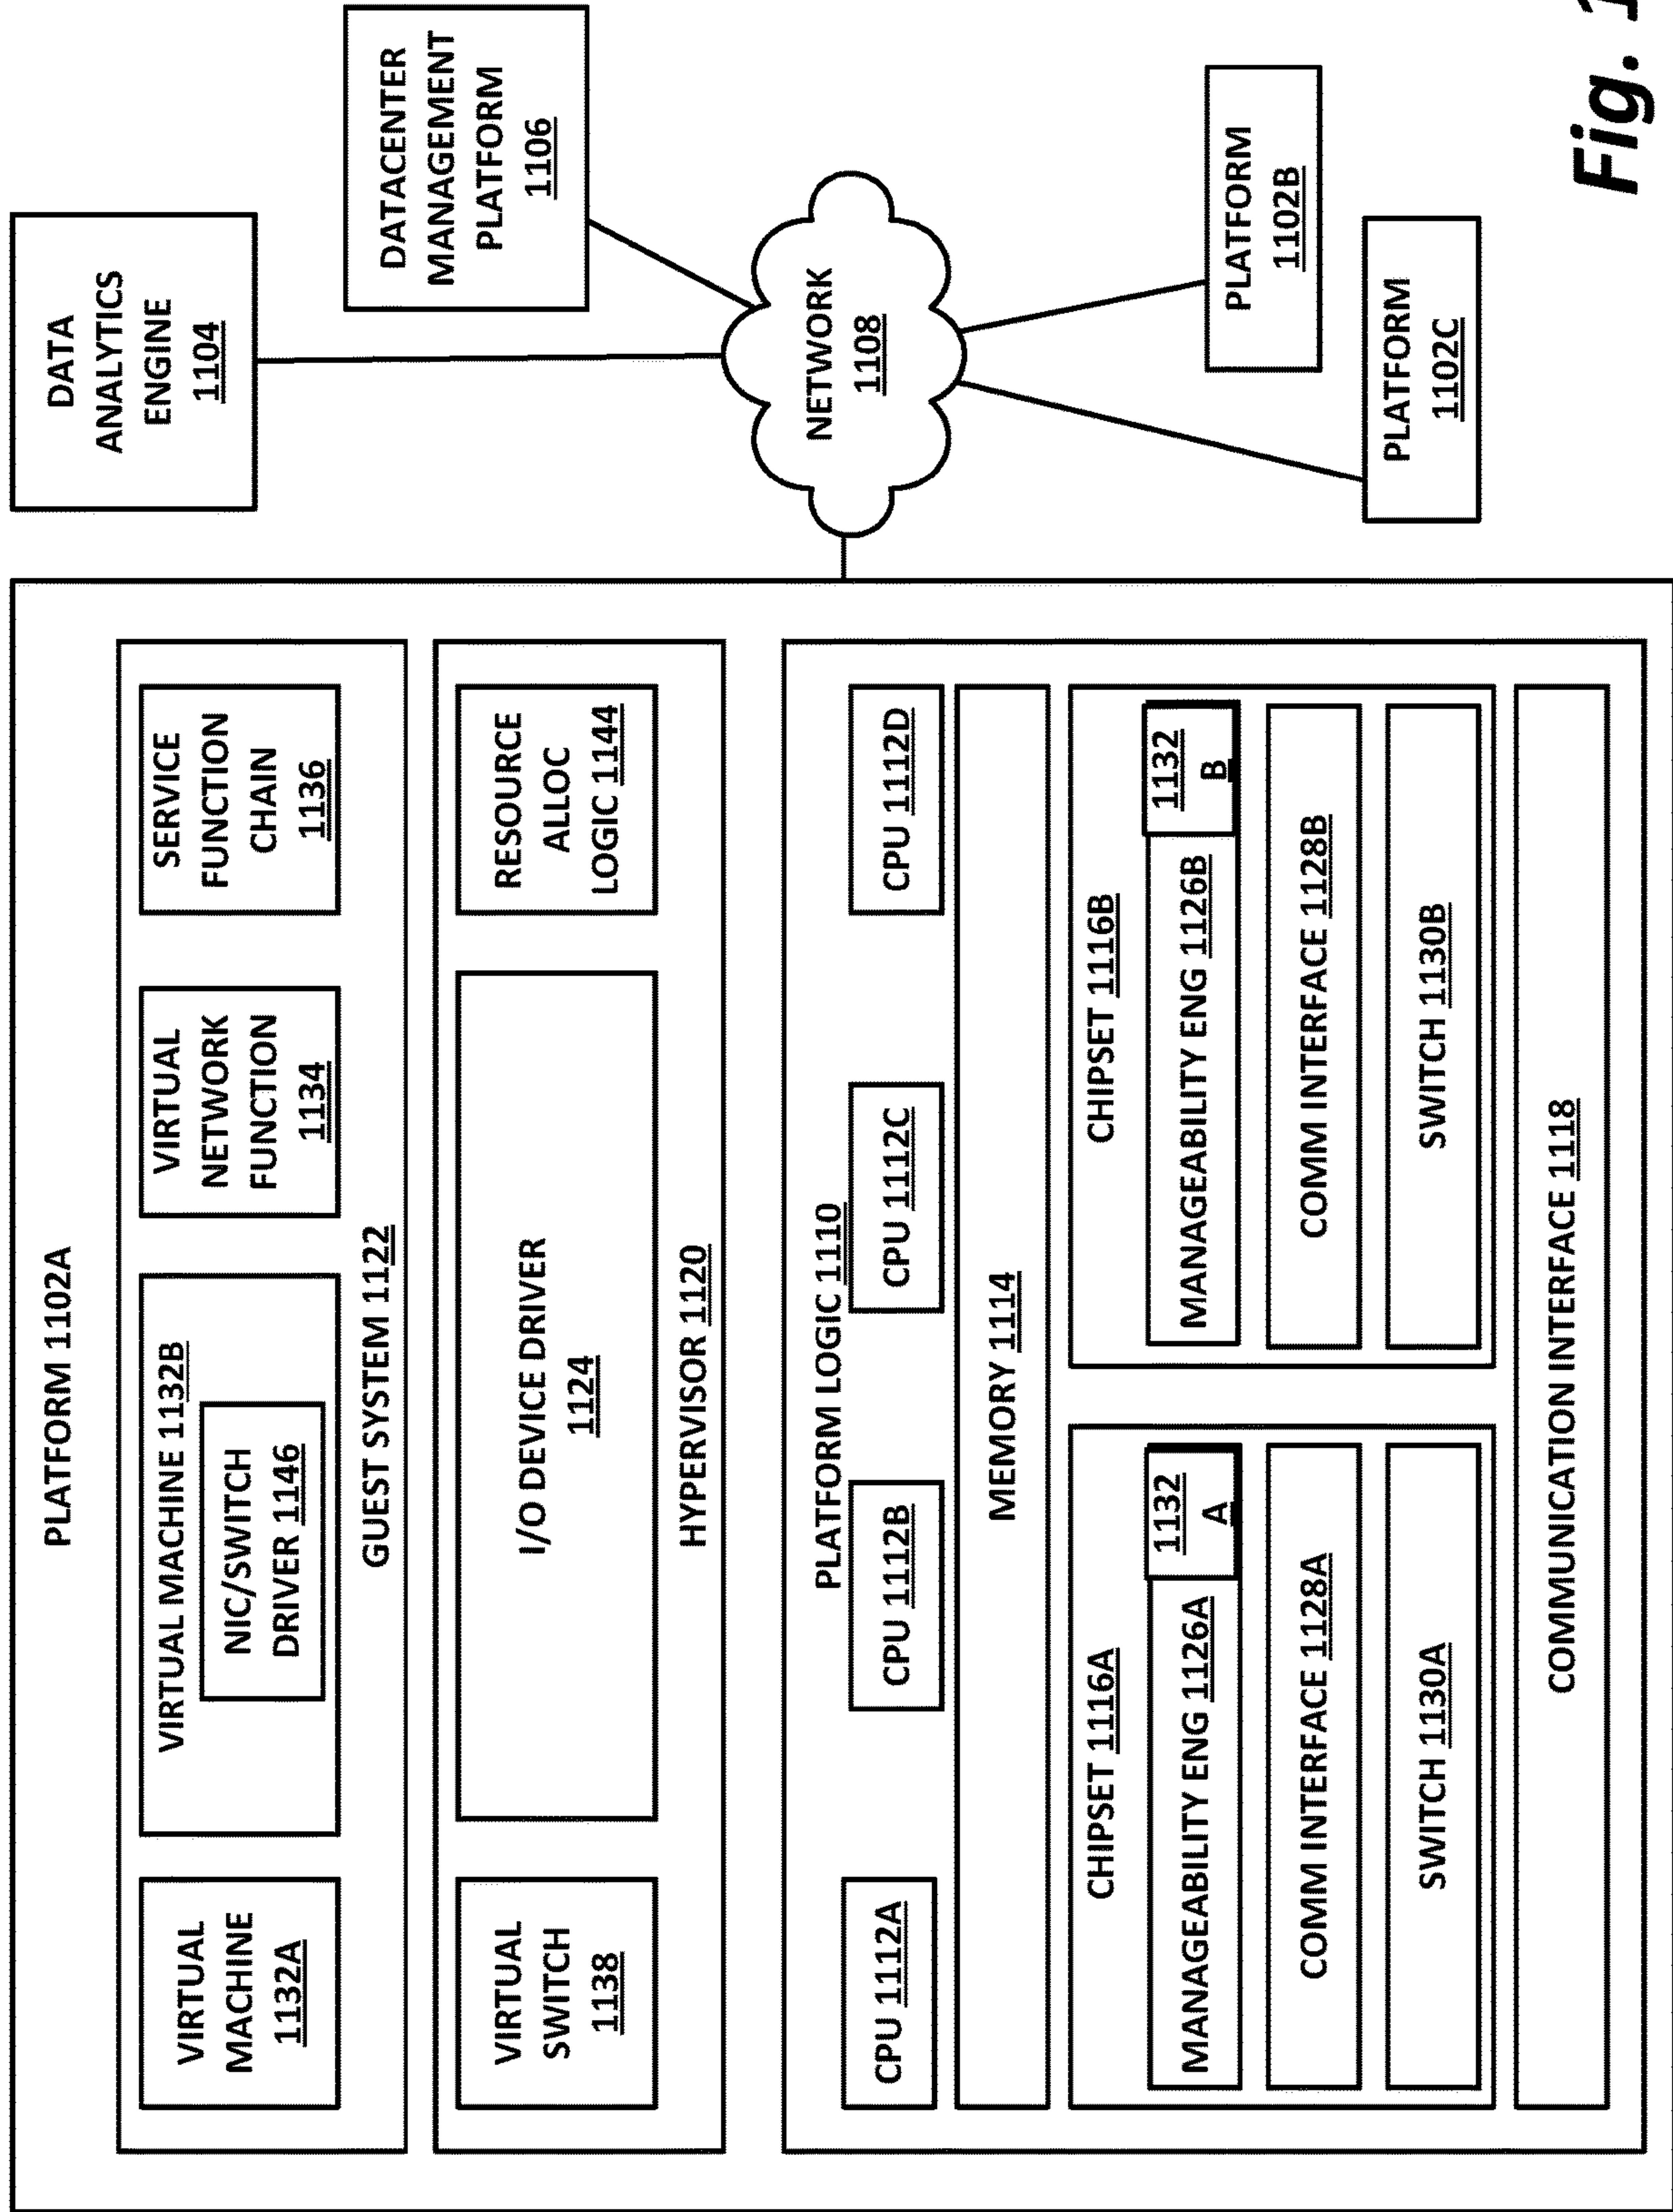 PLATFORM 1102A
VIRTUAL
MACHINE
1132A
VIRTUAL MACHINE 1132B
NIC/SWITCH
DRIVER 1146
VIRTUAL
NETWORK
FUNCTION
1134
SERVICE
FUNCTION
CHAIN
1136
GUEST SYSTEM 1122
VIRTUAL
SWITCH
1138
I/O DEVICE DRIVER
1124
RESOURCE
ALLOC
LOGIC 1144
HYPERVISOR 1120
PLATFORM LOGIC 1110
CPU 1112A
CPU 1112B
CPU 1112C
CPU 1112D
MEMORY 1114
CHIPSET 1116A
MANAGEABILITY ENG 1126A
1132
A
COMM INTERFACE 1128A
SWITCH 1130A
CHIPSET 1116B
MANAGEABILITY ENG 1126B
1132
B
COMM INTERFACE 1128B
SWITCH 1130B
COMMUNICATION INTERFACE 1118
DATA
ANALYTICS
ENGINE
1104
DATACENTER
MANAGEMENT
PLATFORM
1106
NETWORK
1108
PLATFORM
1102B
PLATFORM
1102C
Fig. 1